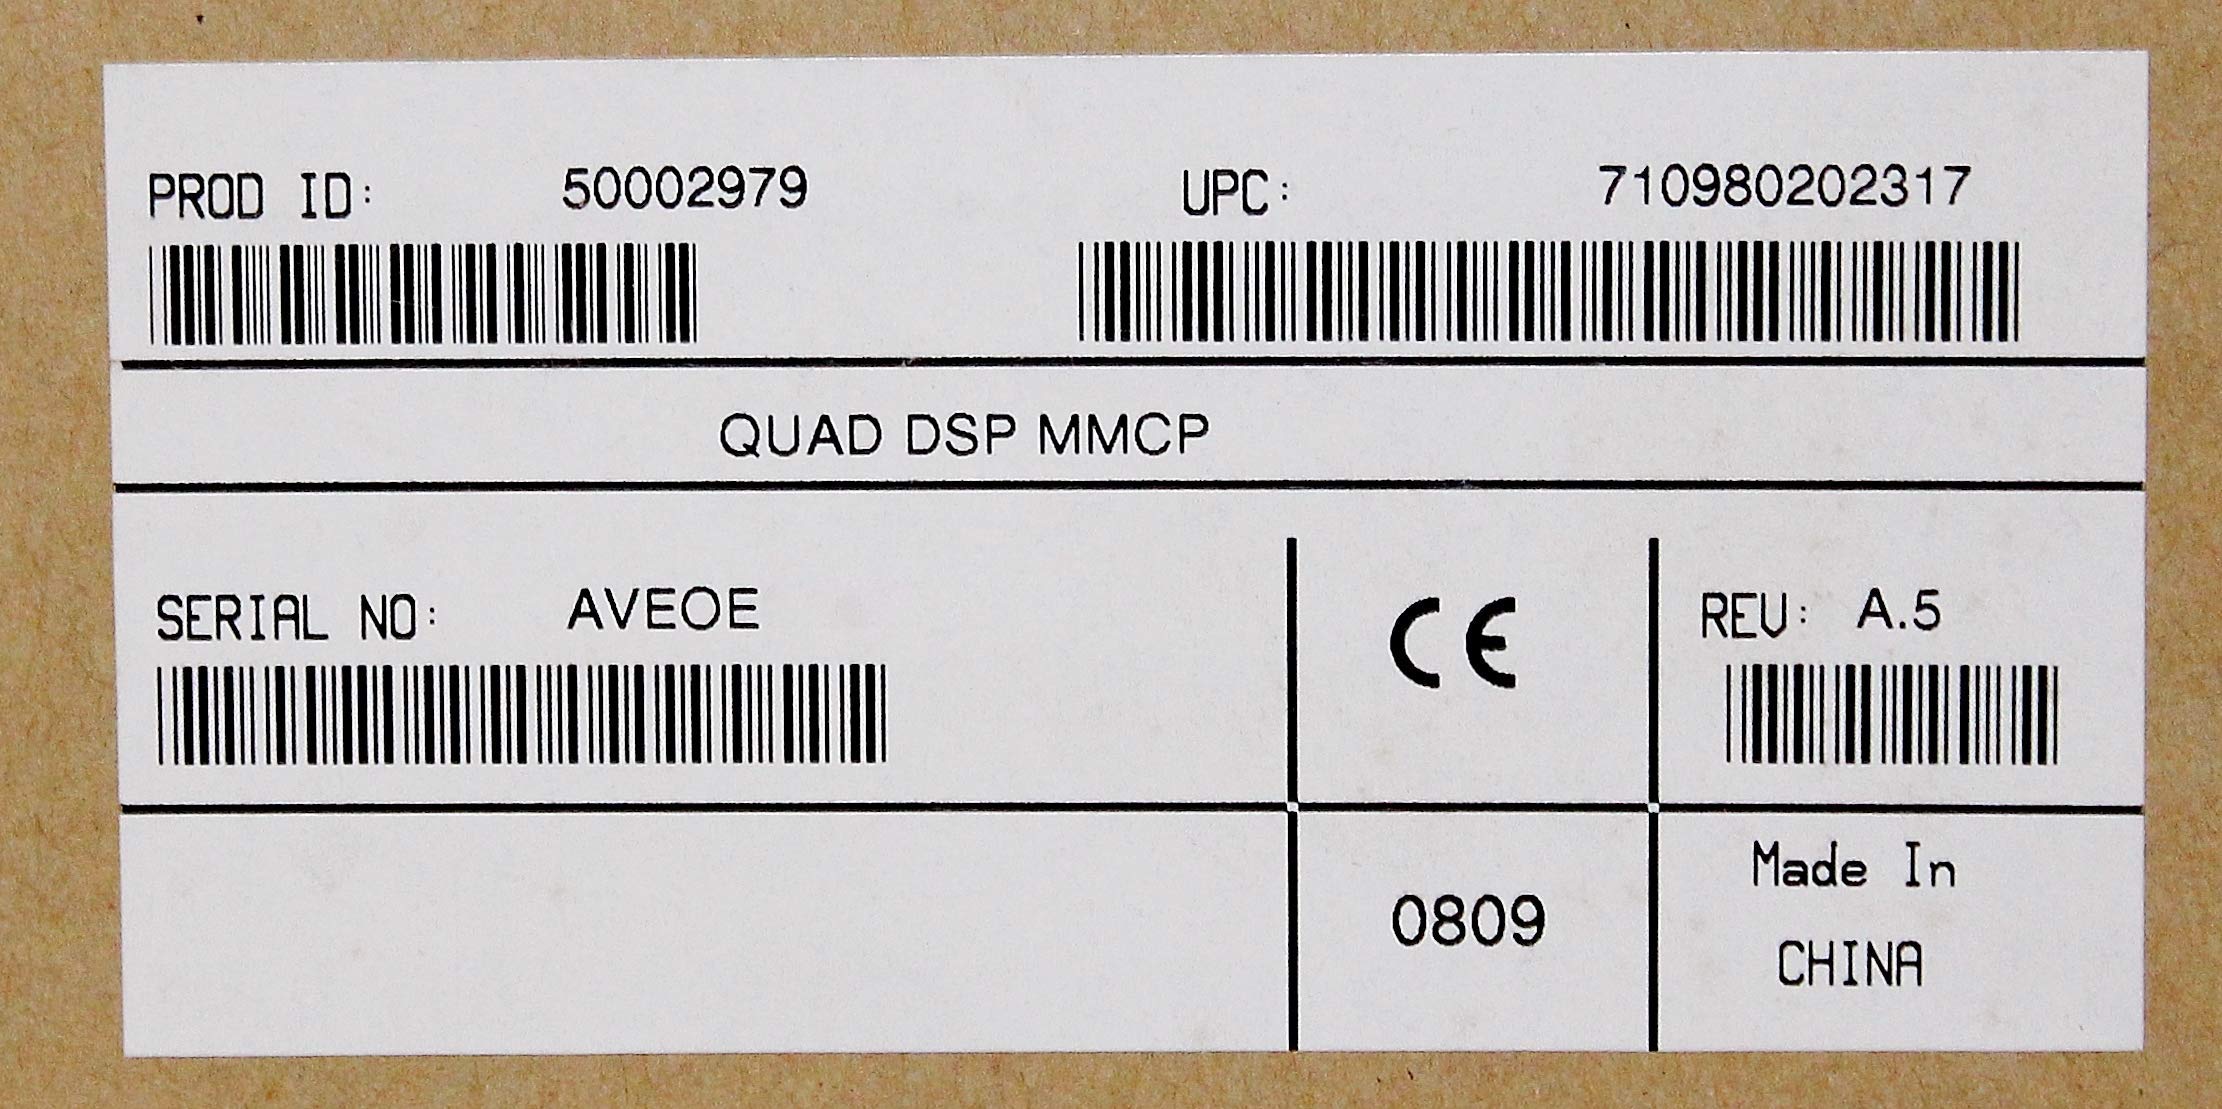 PROD ID: 50002979 UPC: 710980202317
QUAD DSP MMCP
SERIAL NO: AVEOE CE REV: A.5
0809
Made In
CHINA